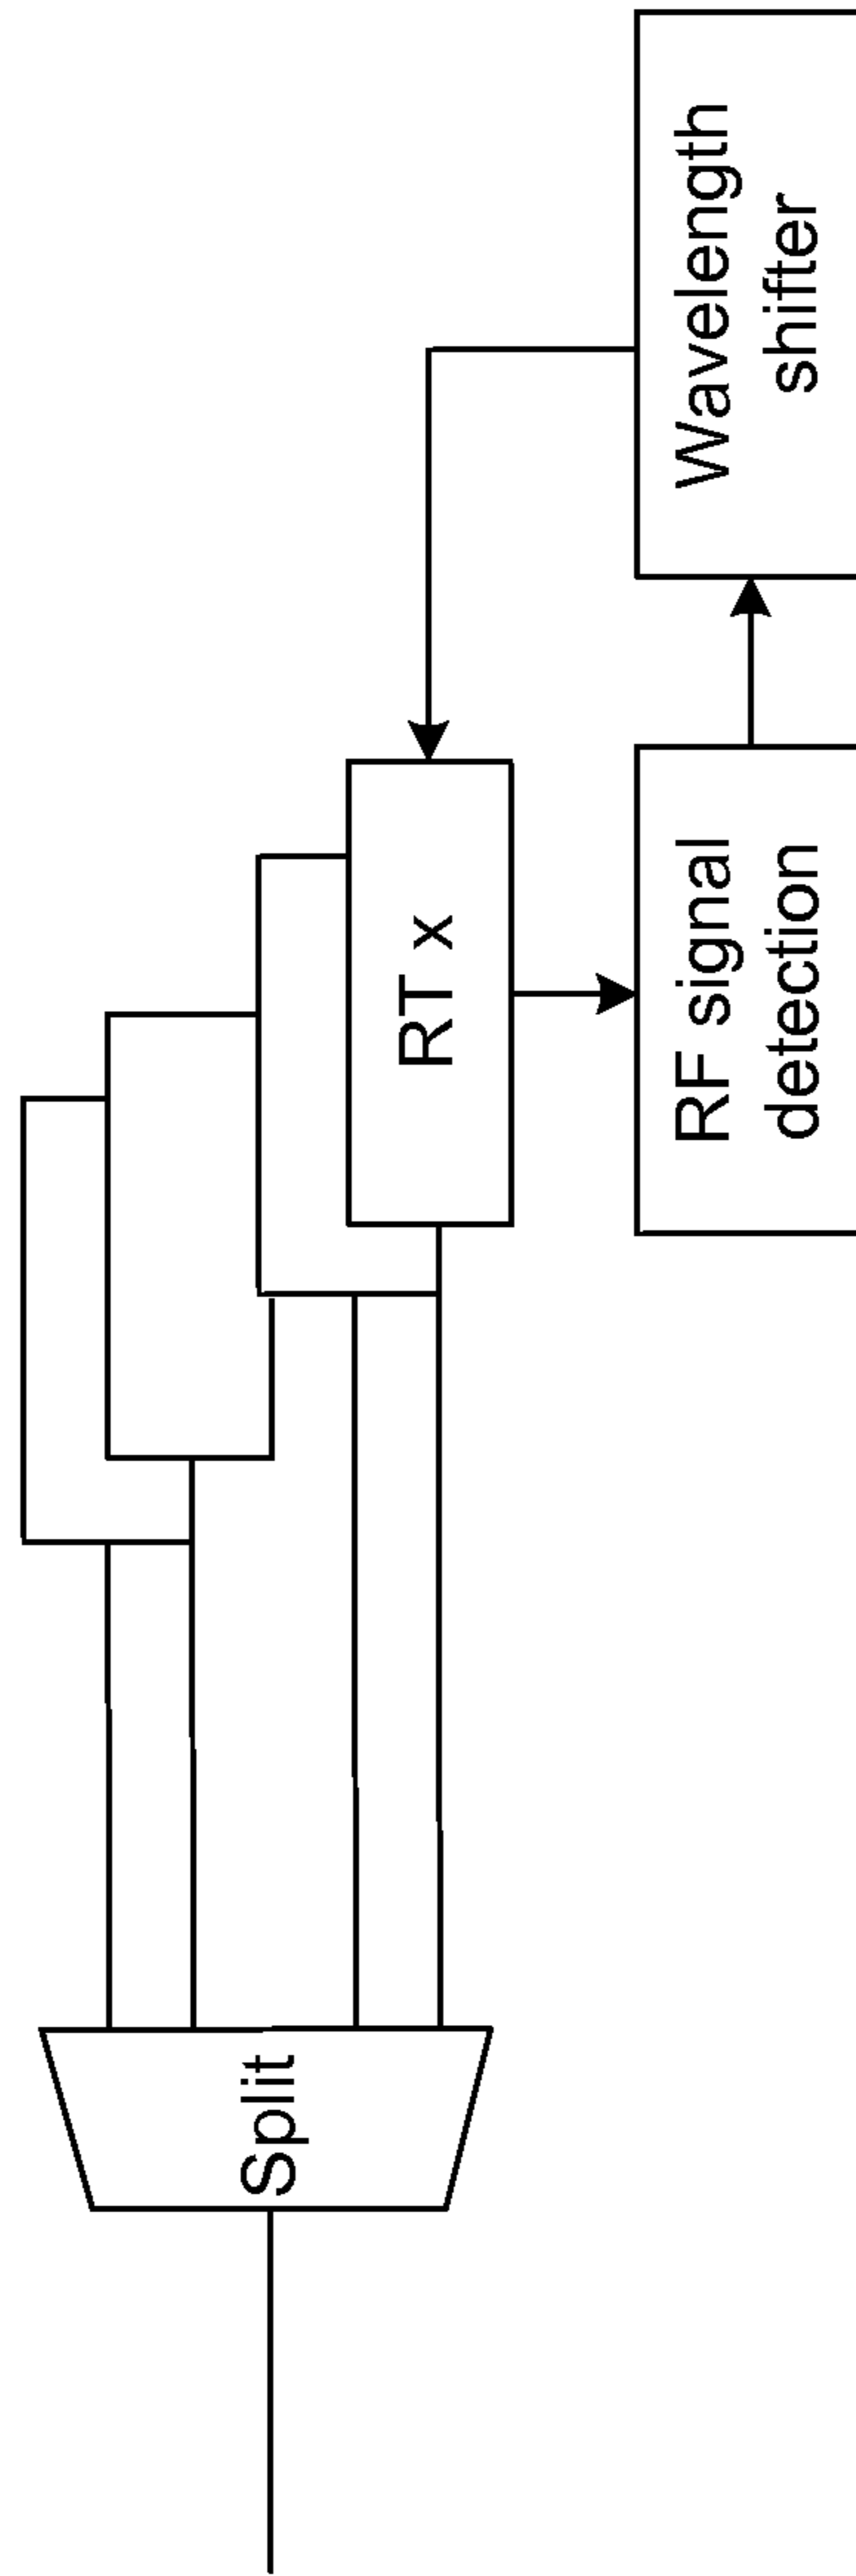 Split
RT x
RF signal
detection
Wavelength
shifter